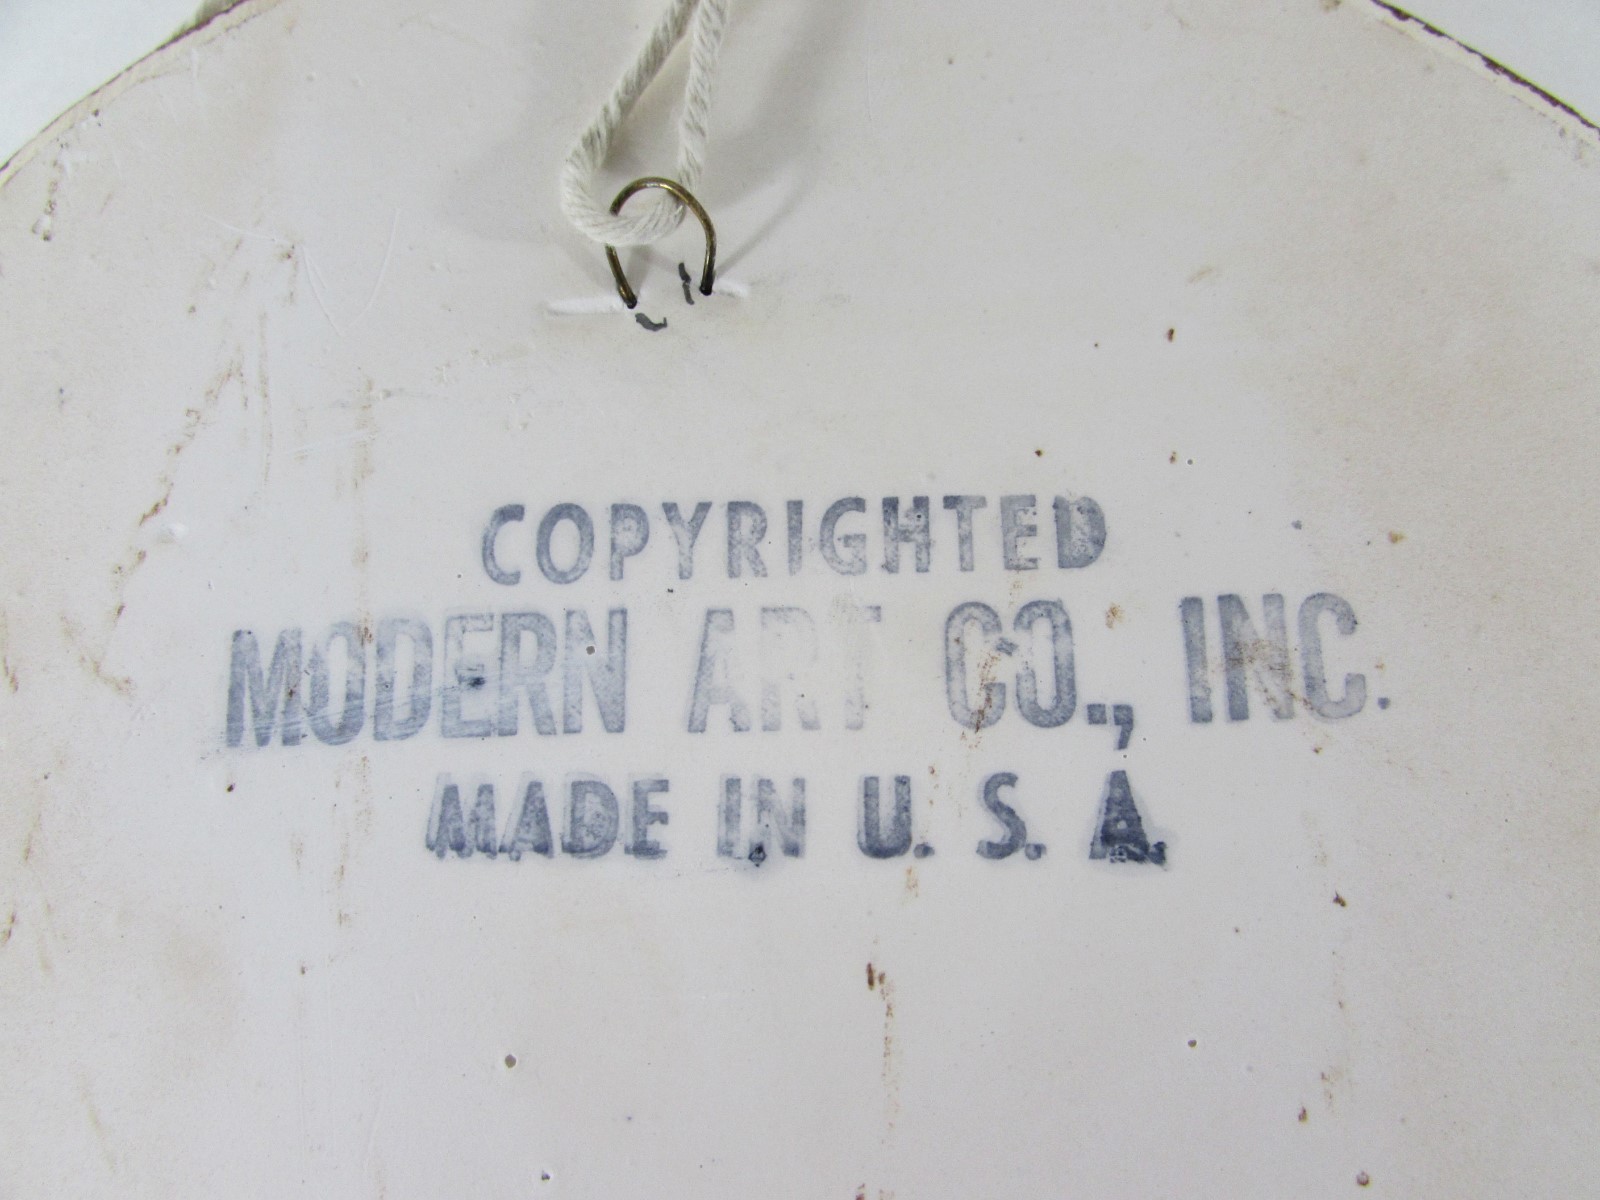 COPYRIGHTED
MODERN ART CO., INC.
MADE IN U. S. A.